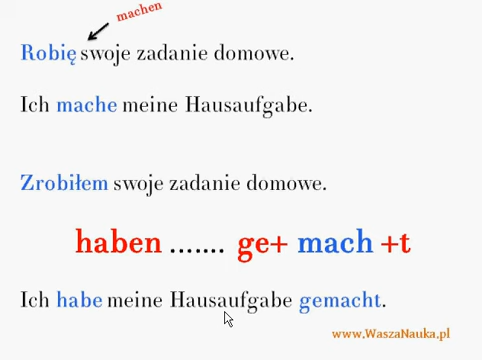 machen
Robię swoje zadanie domowe.
Ich mache meine Hausaufgabe.
Zrobiłem swoje zadanie domowe.
haben ....... ge+ mach +t
Ich habe meine Hausaufgabe gemacht.
www.WaszaNauka.pl